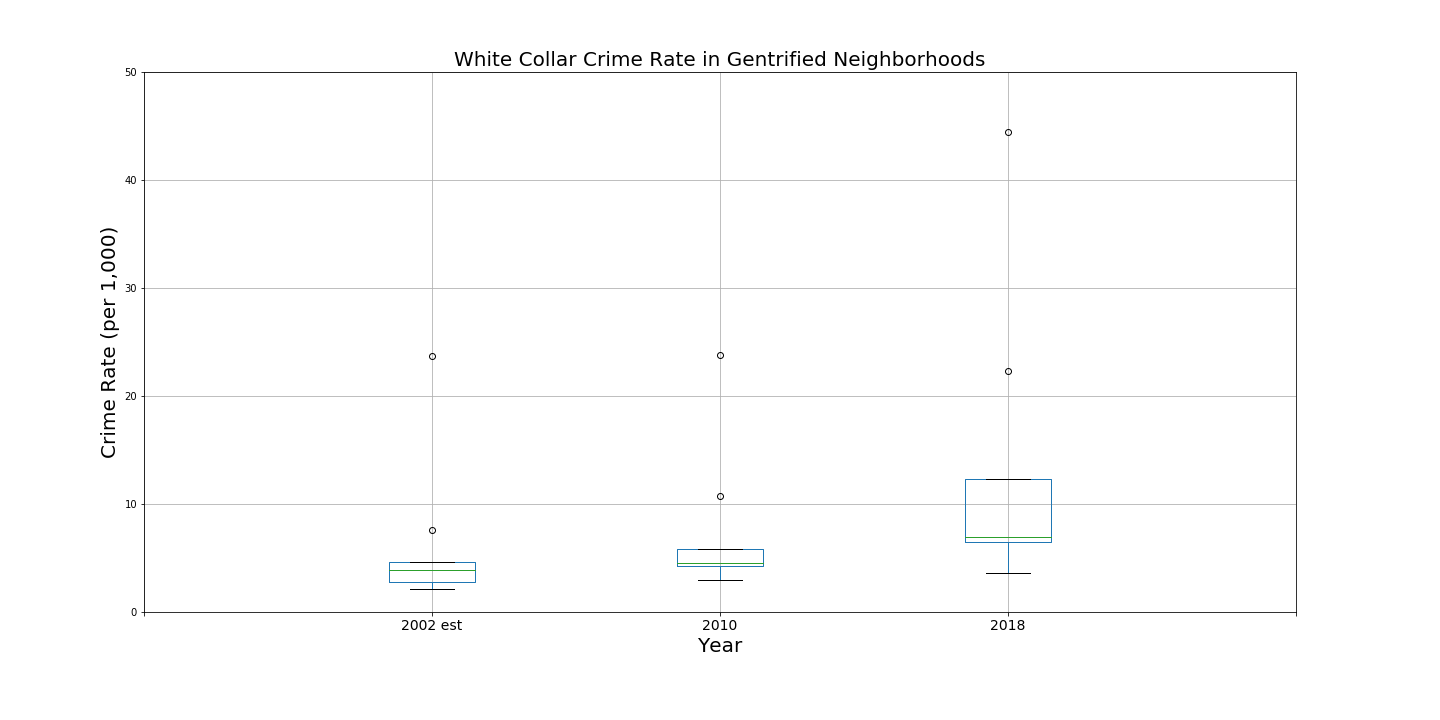 White Collar Crime Rate in Gentrified Neighborhoods
50
40
30
20
10
0
Crime Rate (per 1,000)
2002 est
2010
2018
Year